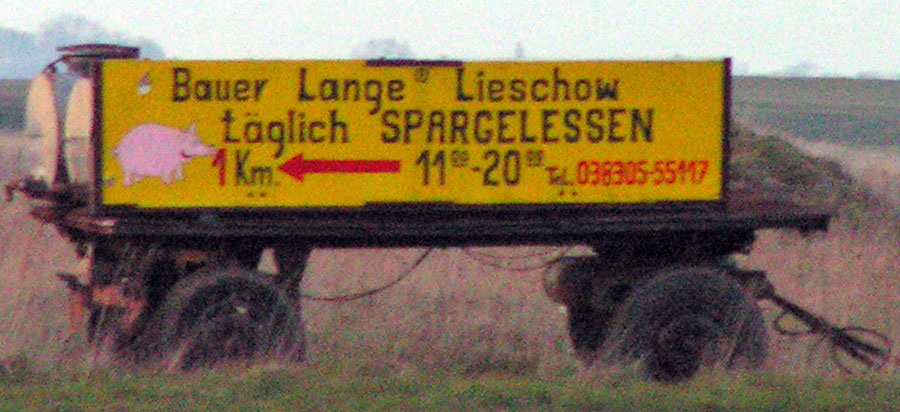 Bauer Lange® Lieschow
täglich SPARGELESSEN
1 Km. 11⁰⁰-20⁰⁰ Tel. 038305-55117